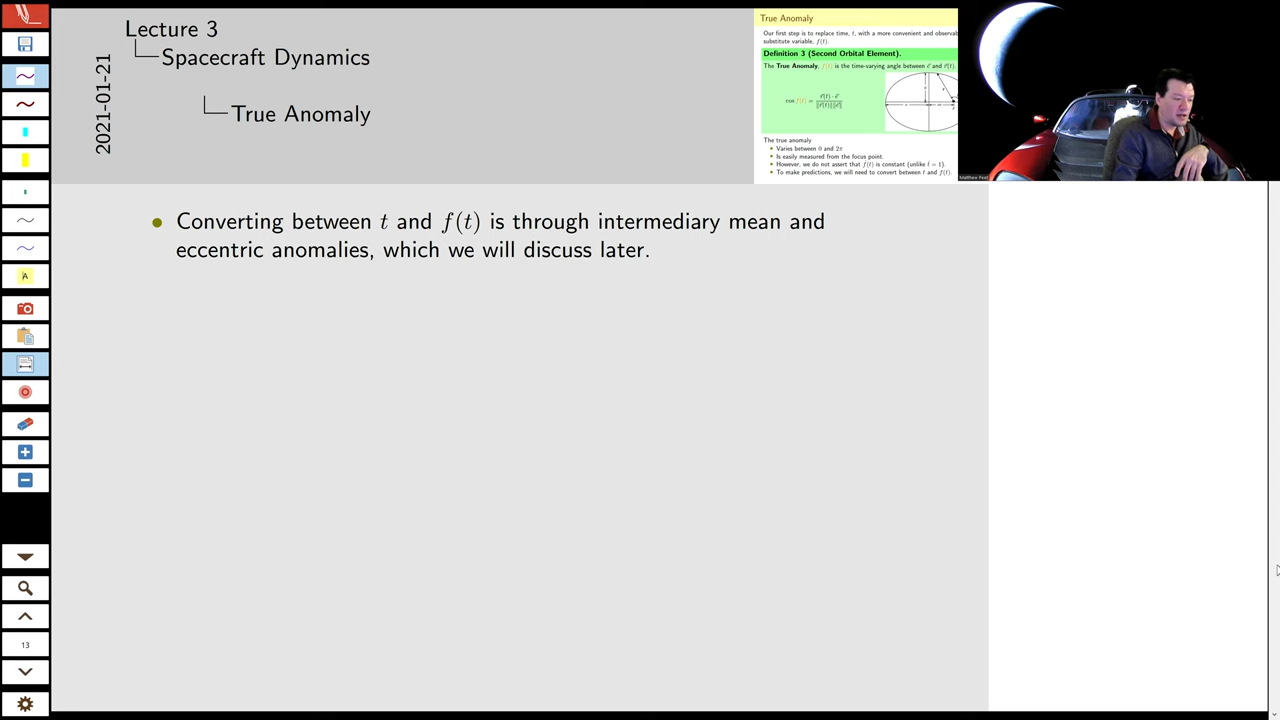 Lecture 3
Spacecraft Dynamics
True Anomaly
2021-01-21
True Anomaly
Our first step is to replace time, t, with a more convenient and observab
substitute variable, f(t).
Definition 3 (Second Orbital Element).
The True Anomaly, f(t) is the time-varying angle between e⃗ and r⃗(t).
cos f(t) = r⃗(t) · e⃗ / ‖r⃗(t)‖‖e⃗‖
The true anomaly
• Varies between 0 and 2π
• Is easily measured from the focus point.
• However, we do not assert that f(t) is constant (unlike ṫ = 1).
• To make predictions, we will need to convert between t and f(t).
Matthew Peet
• Converting between t and f(t) is through intermediary mean and
eccentric anomalies, which we will discuss later.
A
13